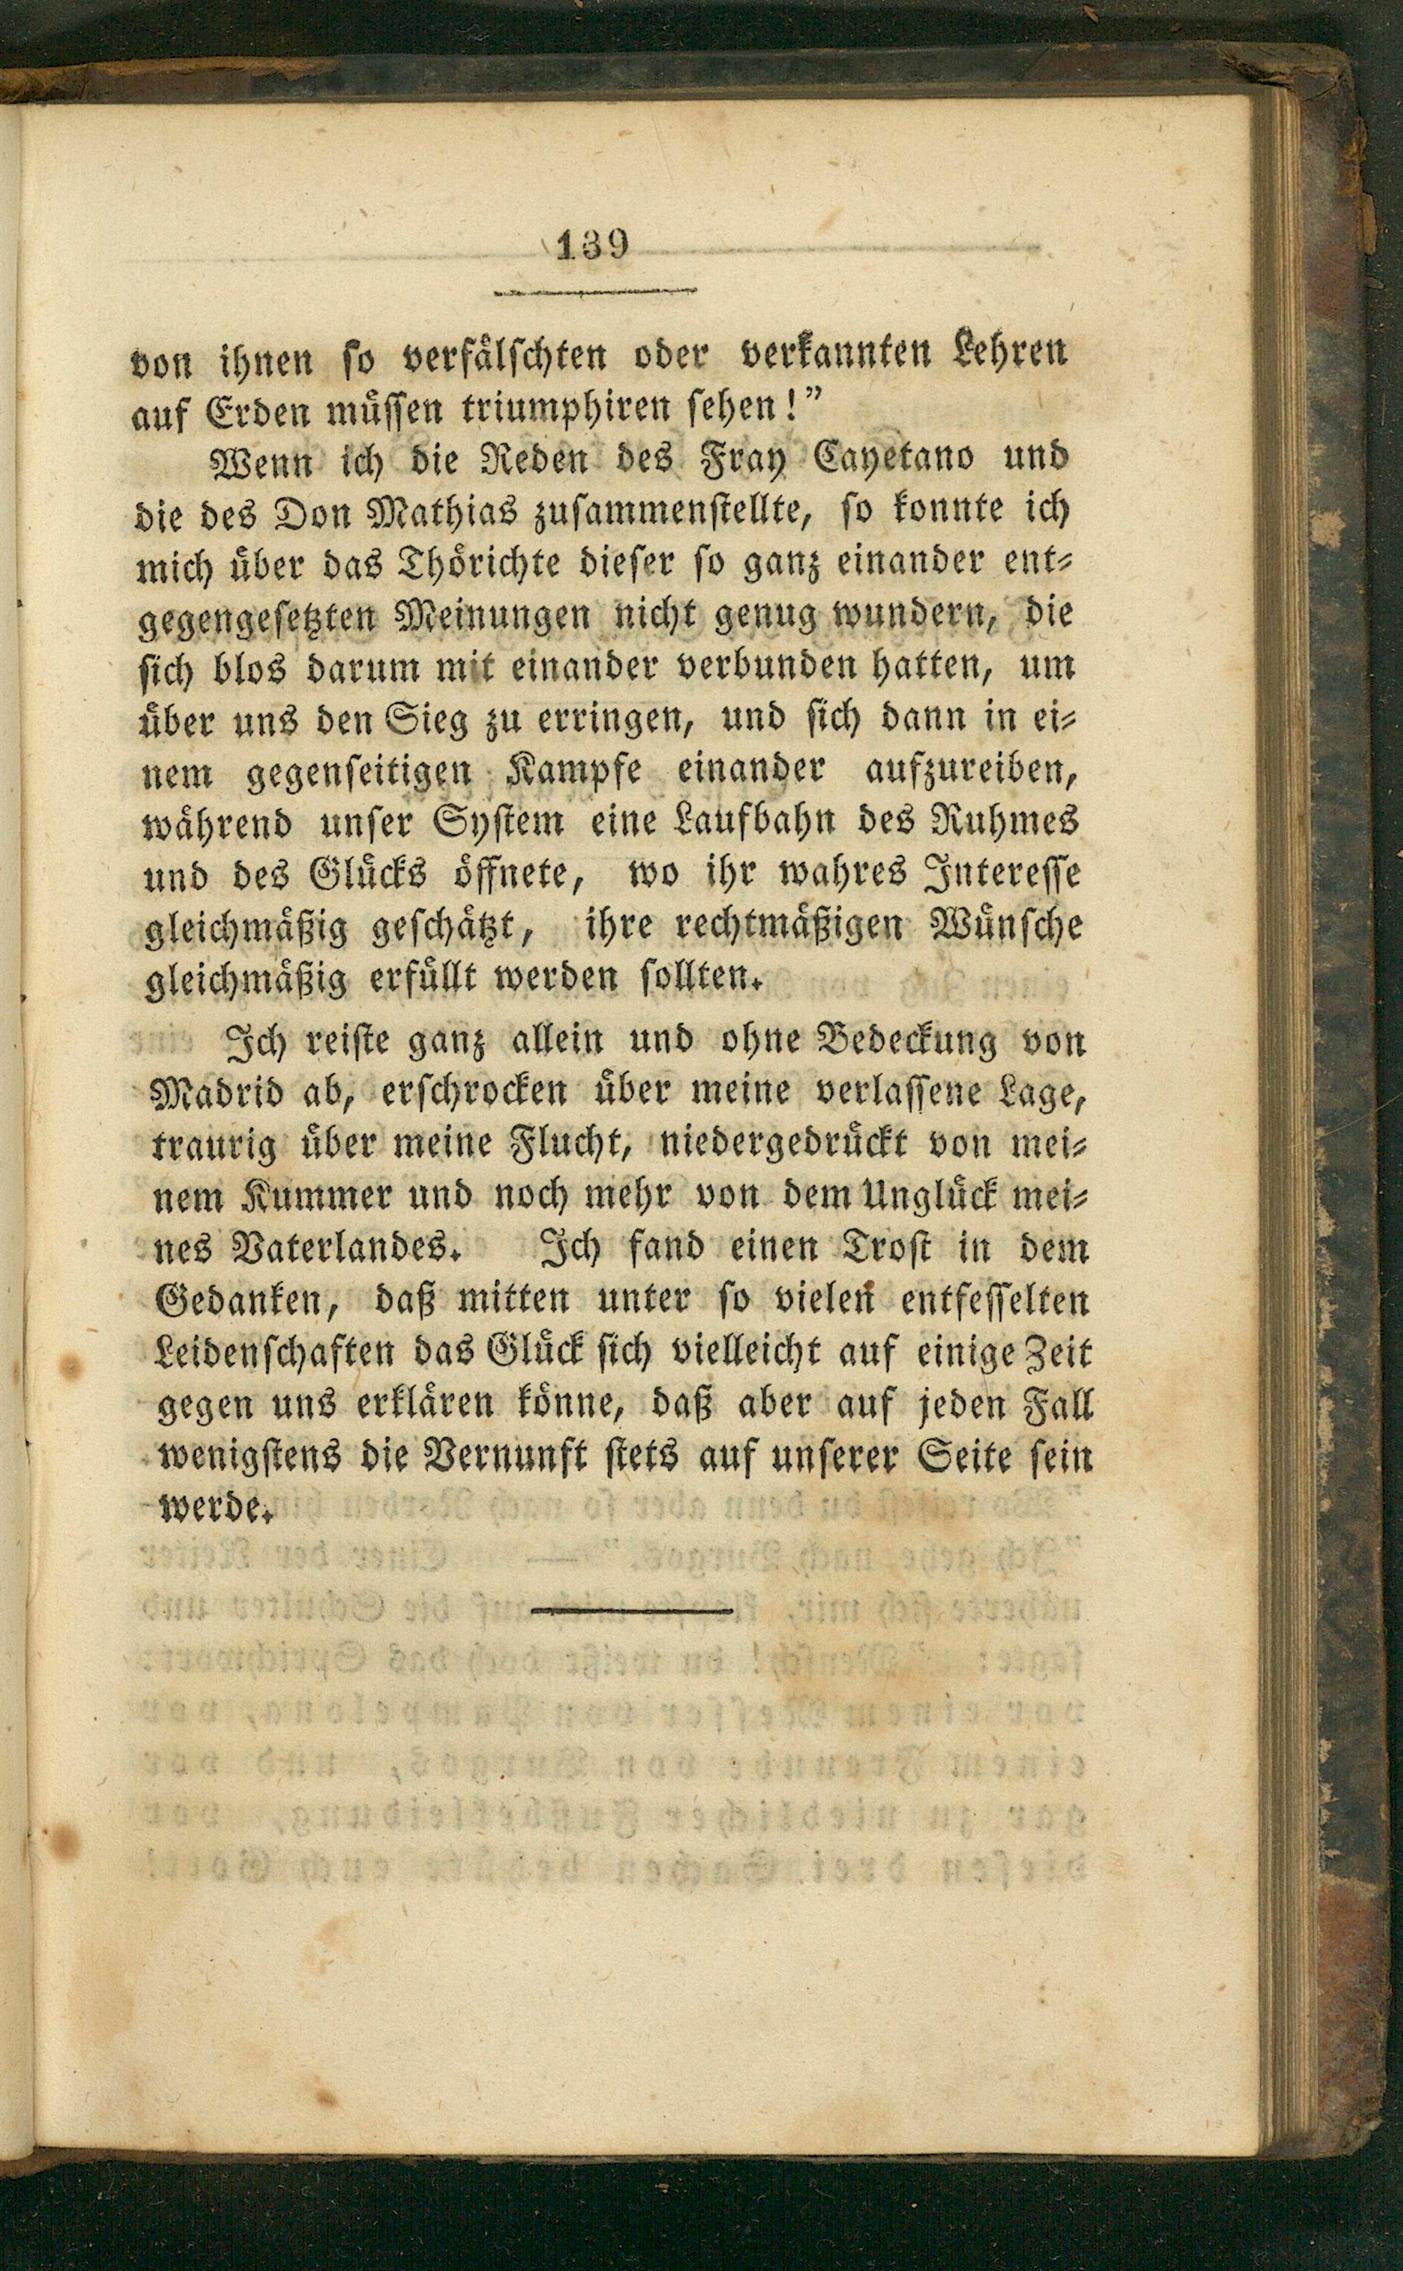 139
von ihnen so verfälschten oder verkannten Lehren
auf Erden müssen triumphiren sehen!”
Wenn ich die Reden des Fray Cayetano und
die des Don Mathias zusammenstellte, so konnte ich
mich über das Thörichte dieser so ganz einander ent⸗
gegengesetzten Meinungen nicht genug wundern, die
sich blos darum mit einander verbunden hatten, um
über uns den Sieg zu erringen, und sich dann in ei⸗
nem gegenseitigen Kampfe einander aufzureiben,
während unser System eine Laufbahn des Ruhmes
und des Glücks öffnete, wo ihr wahres Interesse
gleichmäßig geschätzt, ihre rechtmäßigen Wünsche
gleichmäßig erfüllt werden sollten.
Ich reiste ganz allein und ohne Bedeckung von
Madrid ab, erschrocken über meine verlassene Lage,
traurig über meine Flucht, niedergedrückt von mei⸗
nem Kummer und noch mehr von dem Unglück mei⸗
nes Vaterlandes. Ich fand einen Trost in dem
Gedanken, daß mitten unter so vielen entfesselten
Leidenschaften das Glück sich vielleicht auf einige Zeit
gegen uns erklären könne, daß aber auf jeden Fall
wenigstens die Vernunft stets auf unserer Seite sein
werde.